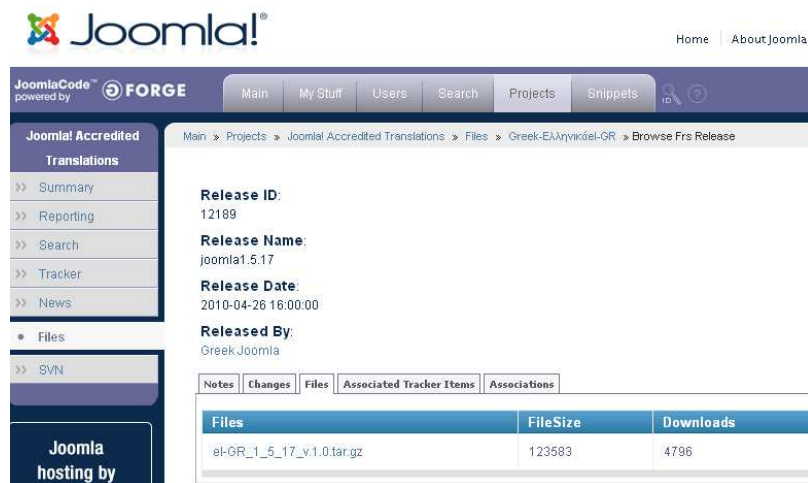 Joomla!®
Home About Joomla
JoomlaCode™ powered by GFORGE
Main My Stuff Users Search Projects Snippets
ID ?
Joomla! Accredited
Translations
Main » Projects » Joomla! Accredited Translations » Files » Greek-Ελληνικάel-GR » Browse Frs Release
>> Summary
>> Reporting
>> Search
>> Tracker
>> News
• Files
>> SVN
Release ID:
12189
Release Name:
joomla1.5.17
Release Date:
2010-04-26 16:00:00
Released By:
Greek Joomla
Notes Changes Files Associated Tracker Items Associations
Files FileSize Downloads
el-GR_1_5_17_v.1.0.tar.gz 123583 4796
Joomla
hosting by